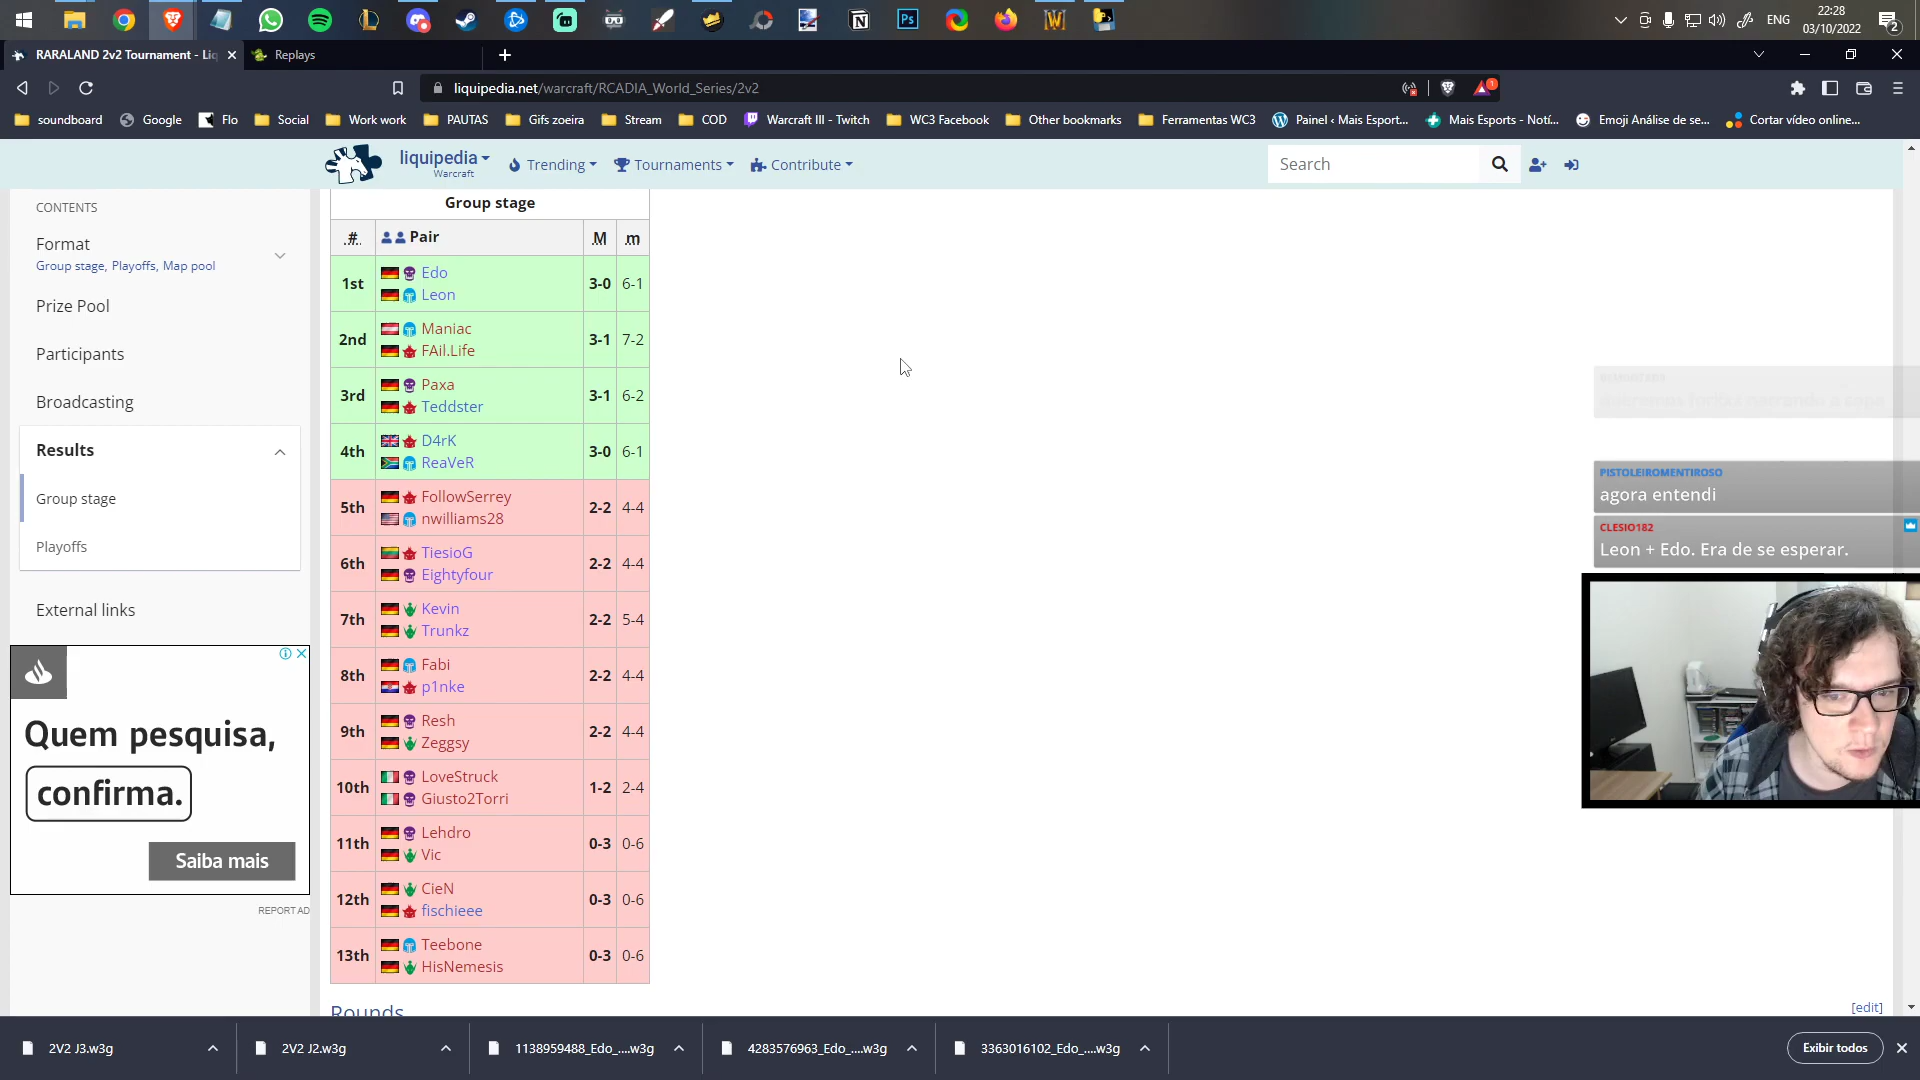 ENG
22:28
03/10/2022
2
RARALAND 2v2 Tournament - Liq
Replays
liquipedia.net/warcraft/RCADIA_World_Series/2v2
1
soundboard
Google
Flo
Social
Work work
PAUTAS
Gifs zoeira
Stream
COD
Warcraft III - Twitch
WC3 Facebook
Other bookmarks
Ferramentas WC3
Painel ‹ Mais Esport...
Mais Esports - Notí...
Emoji Análise de se...
Cortar vídeo online...
liquipedia
Warcraft
Trending
Tournaments
Contribute
Search
CONTENTS
Format
Group stage, Playoffs, Map pool
Prize Pool
Participants
Broadcasting
Results
Group stage
Playoffs
External links
Quem pesquisa,
confirma.
Saiba mais
REPORT AD
Group stage
.#. Pair M m
1st Edo Leon 3-0 6-1
2nd Maniac FAil.Life 3-1 7-2
3rd Paxa Teddster 3-1 6-2
4th D4rK ReaVeR 3-0 6-1
5th FollowSerrey nwilliams28 2-2 4-4
6th TiesioG Eightyfour 2-2 4-4
7th Kevin Trunkz 2-2 5-4
8th Fabi p1nke 2-2 4-4
9th Resh Zeggsy 2-2 4-4
10th LoveStruck Giusto2Torri 1-2 2-4
11th Lehdro Vic 0-3 0-6
12th CieN fischieee 0-3 0-6
13th Teebone HisNemesis 0-3 0-6
Rounds
[edit]
PISTOLEIROMENTIROSO
agora entendi
CLESIO182
Leon + Edo. Era de se esperar.
2V2 J3.w3g
2V2 J2.w3g
1138959488_Edo_....w3g
4283576963_Edo_....w3g
3363016102_Edo_....w3g
Exibir todos